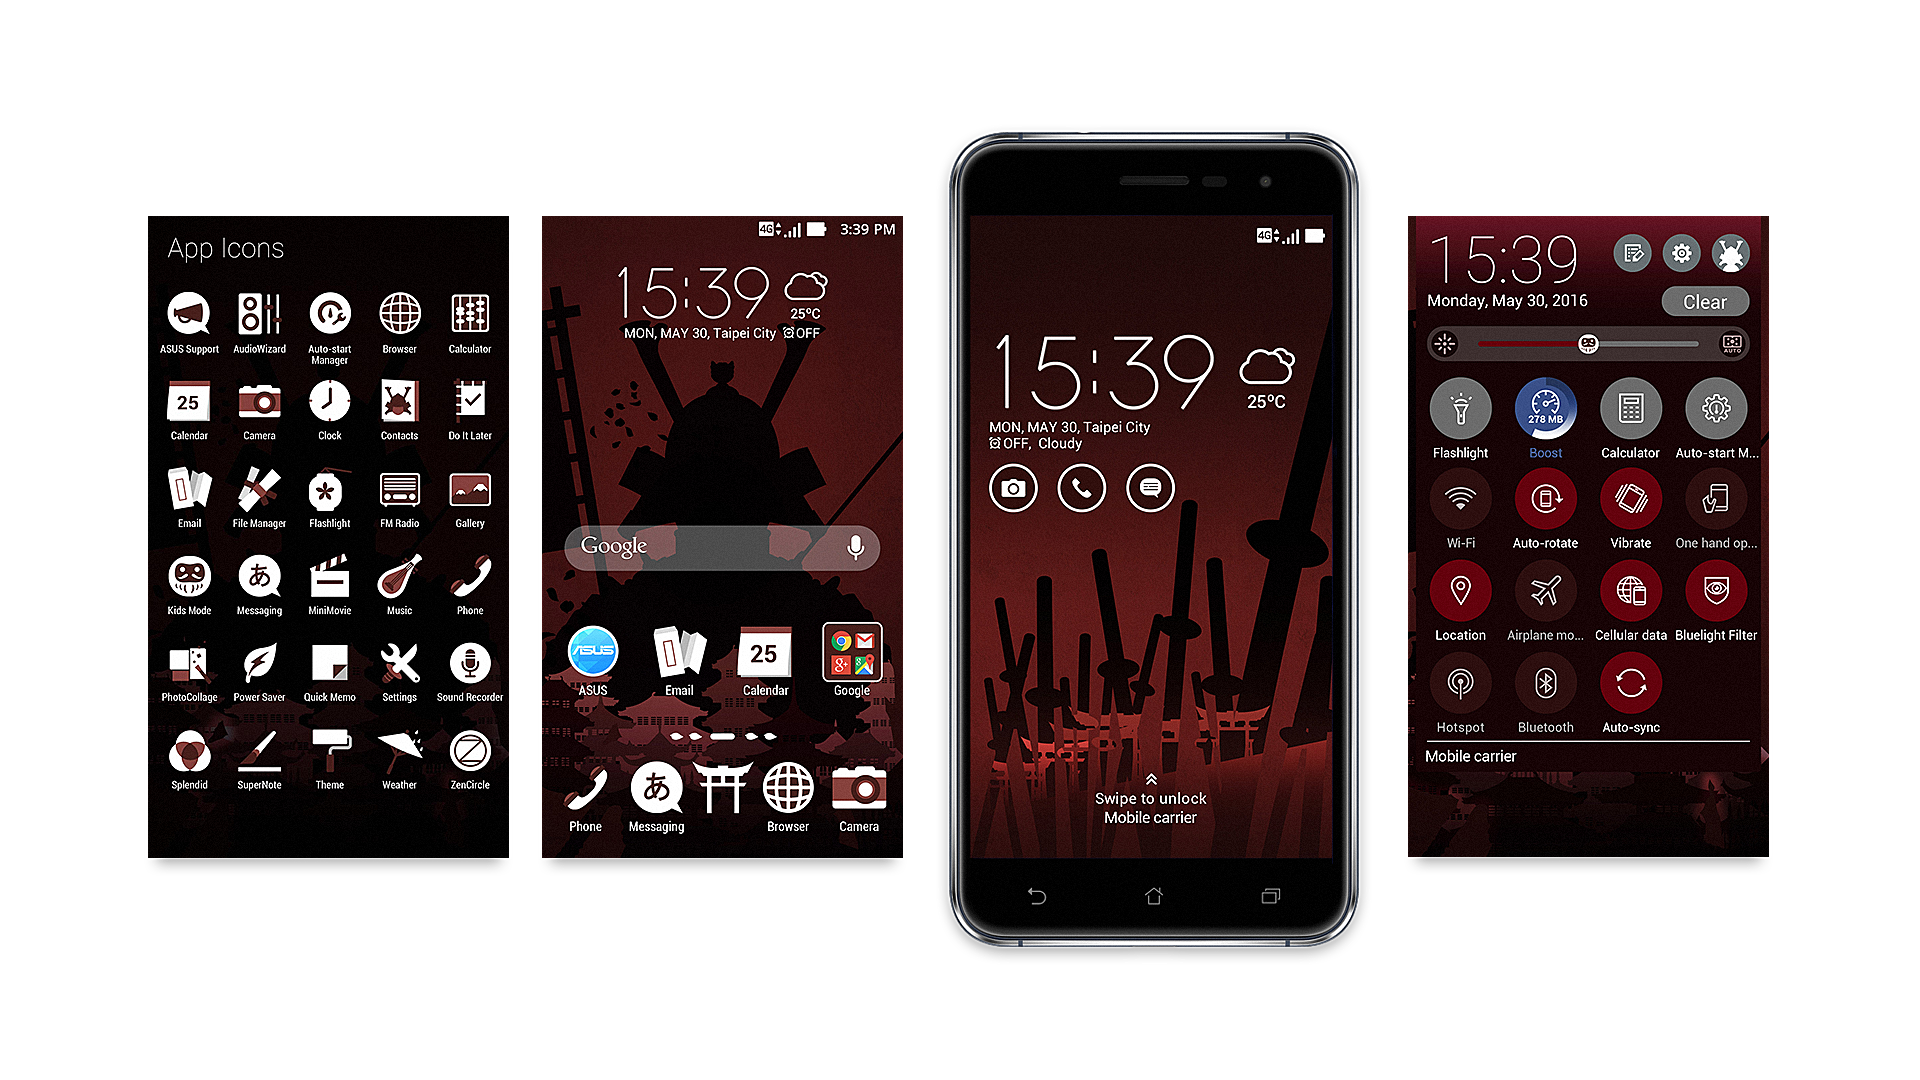 App Icons
ASUS Support AudioWizard Auto-start Manager Browser Calculator
25
Calendar Camera Clock Contacts Do It Later
Email File Manager Flashlight FM Radio Gallery
あ
Kids Mode Messaging MiniMovie Music Phone
PhotoCollage Power Saver Quick Memo Settings Sound Recorder
Splendid SuperNote Theme Weather ZenCircle
4G 3:39 PM
15:39
25ºC
MON, MAY 30, Taipei City OFF
Google
ASUS 25 8+ 8
ASUS Email Calendar Google
あ
Phone Messaging Browser Camera
4G
15:39
25ºC
MON, MAY 30, Taipei City
OFF, Cloudy
Swipe to unlock
Mobile carrier
15:39
Monday, May 30, 2016
Clear
AUTO
278 MB
Flashlight Boost Calculator Auto-start M...
Wi-Fi Auto-rotate Vibrate One hand op...
Location Airplane mo... Cellular data Bluelight Filter
Hotspot Bluetooth Auto-sync
Mobile carrier